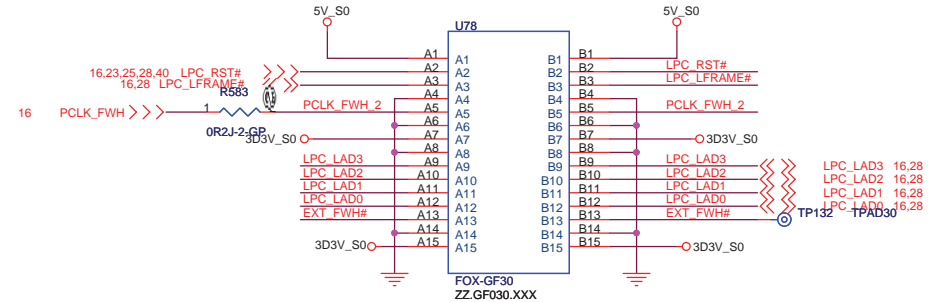 5V_S0
5V_S0
U78
A1 A1 B1 B1
16,23,25,28,40 LPC_RST# A2 A2 B2 B2 LPC_RST#
16,28 LPC_LFRAME# A3 A3 B3 B3 LPC_LFRAME#
R583 A4 A4 B4 B4
16 PCLK_FWH 1 PCLK_FWH_2 A5 A5 B5 B5 PCLK_FWH_2
A6 A6 B6 B6
0R2J-2-GP 3D3V_S0 A7 A7 B7 B7 3D3V_S0
A8 A8 B8 B8
LPC_LAD3 A9 A9 B9 B9 LPC_LAD3 LPC_LAD3 16,28
LPC_LAD2 A10 A10 B10 B10 LPC_LAD2 LPC_LAD2 16,28
LPC_LAD1 A11 A11 B11 B11 LPC_LAD1 LPC_LAD1 16,28
LPC_LAD0 A12 A12 B12 B12 LPC_LAD0 LPC_LAD0 16,28
EXT_FWH# A13 A13 B13 B13 EXT_FWH# TP132 TPAD30
A14 A14 B14 B14
3D3V_S0 A15 A15 B15 B15 3D3V_S0
FOX-GF30
ZZ.GF030.XXX